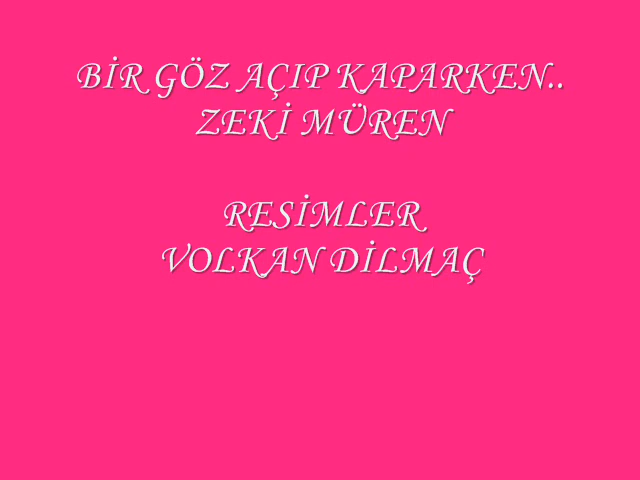 BİR GÖZ AÇIP KAPARKEN..
ZEKİ MÜREN
RESİMLER
VOLKAN DİLMAÇ